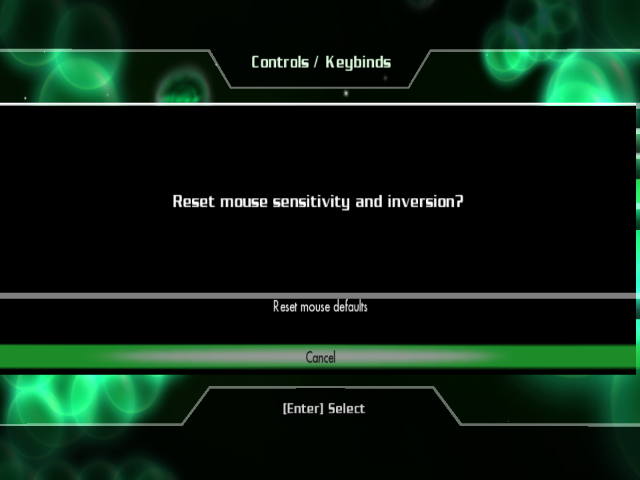 Controls / Keybinds
Reset mouse sensitivity and inversion?
Reset mouse defaults
Cancel
[Enter] Select